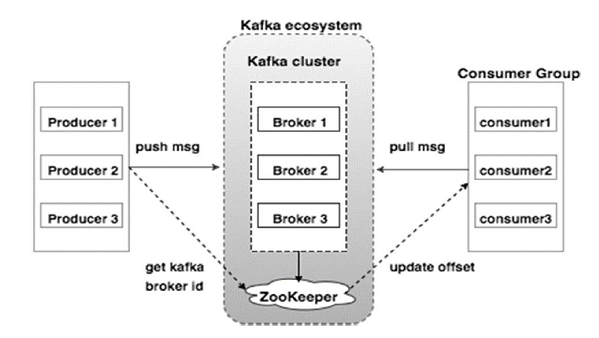 Kafka ecosystem
Kafka cluster
Consumer Group
Producer 1
Producer 2
Producer 3
push msg
Broker 1
Broker 2
Broker 3
pull msg
consumer1
consumer2
consumer3
get kafka
broker id
ZooKeeper
update offset